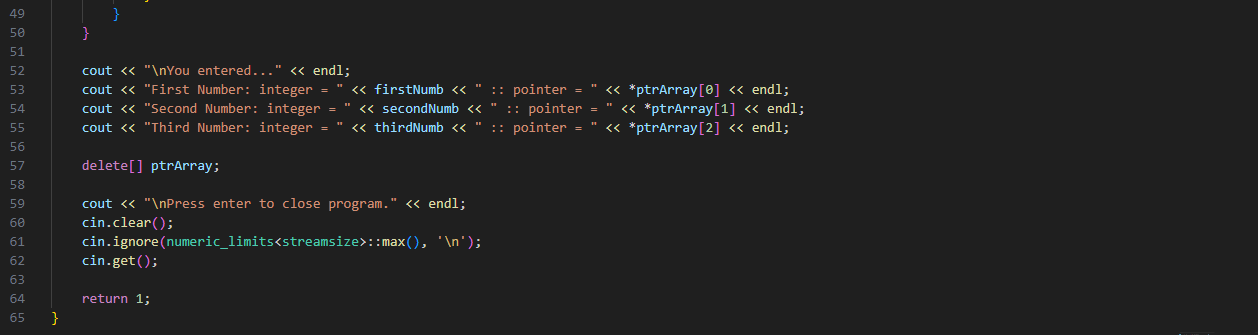 49 }
50 }
51
52 cout << "\nYou entered..." << endl;
53 cout << "First Number: integer = " << firstNumb << " :: pointer = " << *ptrArray[0] << endl;
54 cout << "Second Number: integer = " << secondNumb << " :: pointer = " << *ptrArray[1] << endl;
55 cout << "Third Number: integer = " << thirdNumb << " :: pointer = " << *ptrArray[2] << endl;
56
57 delete[] ptrArray;
58
59 cout << "\nPress enter to close program." << endl;
60 cin.clear();
61 cin.ignore(numeric_limits<streamsize>::max(), '\n');
62 cin.get();
63
64 return 1;
65 }